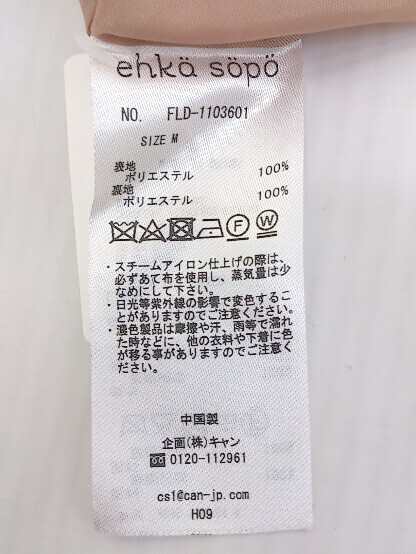 ehkä söpö
NO. FLD-1103601
SIZE M
表地
ポリエステル 100%
裏地
ポリエステル 100%
F W
・スチームアイロン仕上げの際は、
必ずあて布を使用し、蒸気量は少
なめにして下さい。
・日光等紫外線の影響で変色するこ
とがありますのでご注意ください。
・濃色製品は摩擦や汗、雨等で濡れ
た時などに、他の衣料や下着に色
が移る事がありますのでご注意く
ださい。
中国製
企画(株)キャン
0120-112961
cs1@can-jp.com
H09